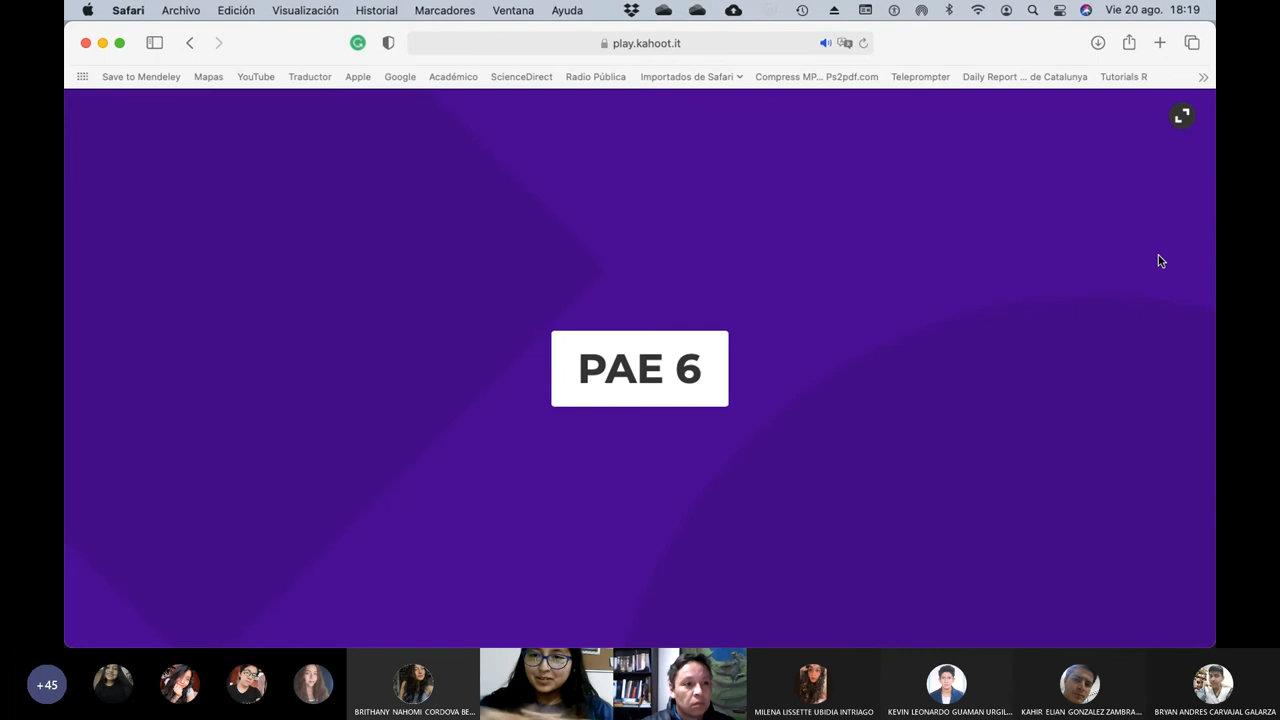 Safari Archivo Edición Visualización Historial Marcadores Ventana Ayuda Vie 20 ago. 18:19
play.kahoot.it
Save to Mendeley Mapas YouTube Traductor Apple Google Académico ScienceDirect Radio Pública Importados de Safari Compress MP... Ps2pdf.com Teleprompter Daily Report ... de Catalunya Tutorials R
PAE 6
+45
BRITHANY NAHOMI CORDOVA BE... MILENA LISSETTE UBIDIA INTRIAGO KEVIN LEONARDO GUAMAN URGIL... KAHIR ELIAN GONZALEZ ZAMBRA... BRYAN ANDRES CARVAJAL GALARZA